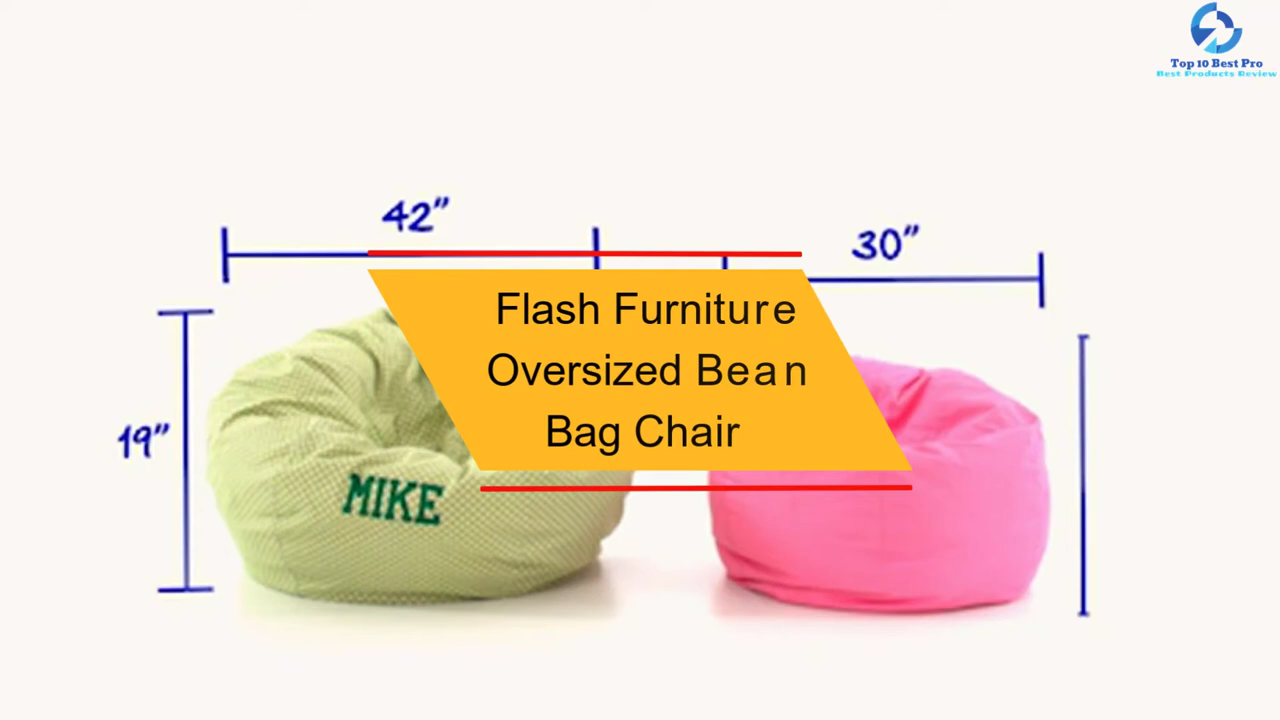 Top 10 Best Pro
Best Products Review
42"
30"
Flash Furniture
Oversized Bean
Bag Chair
19"
MIKE